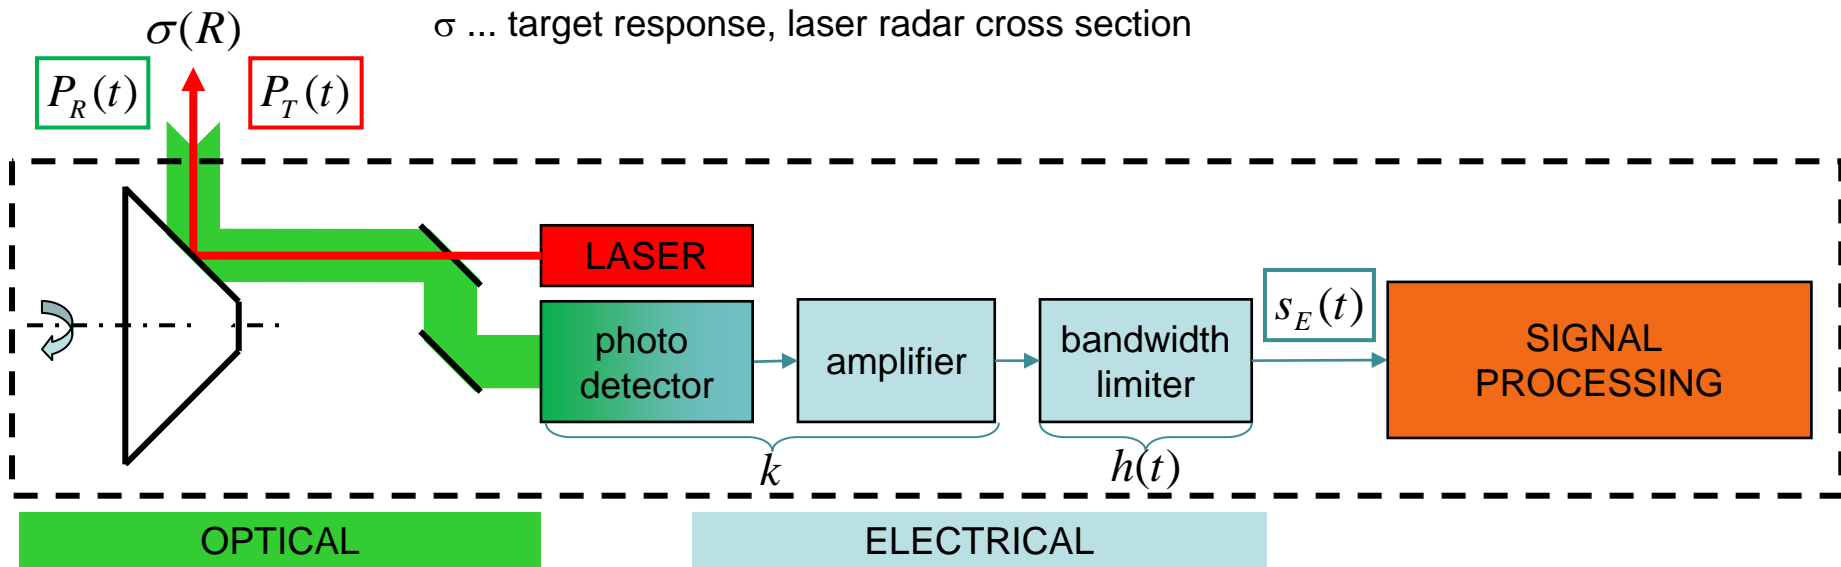 σ(R)
σ ... target response, laser radar cross section
P_R(t)
P_T(t)
LASER
photo
detector
amplifier
bandwidth
limiter
s_E(t)
SIGNAL
PROCESSING
k
h(t)
OPTICAL
ELECTRICAL